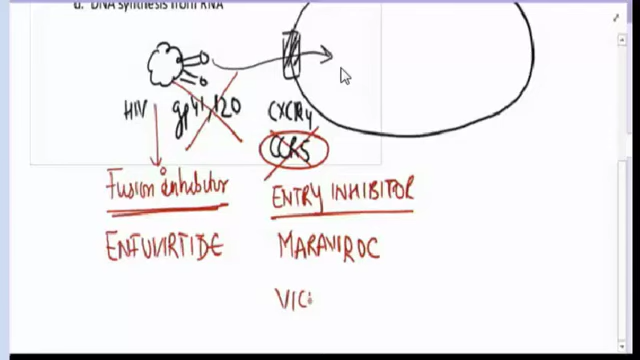 d. DNA synthesis from RNA
HIV gp41/120 CXCR4
CCR5
Fusion inhibitor ENTRY INHIBITOR
ENFUVIRTIDE MARAVIROC
VIC